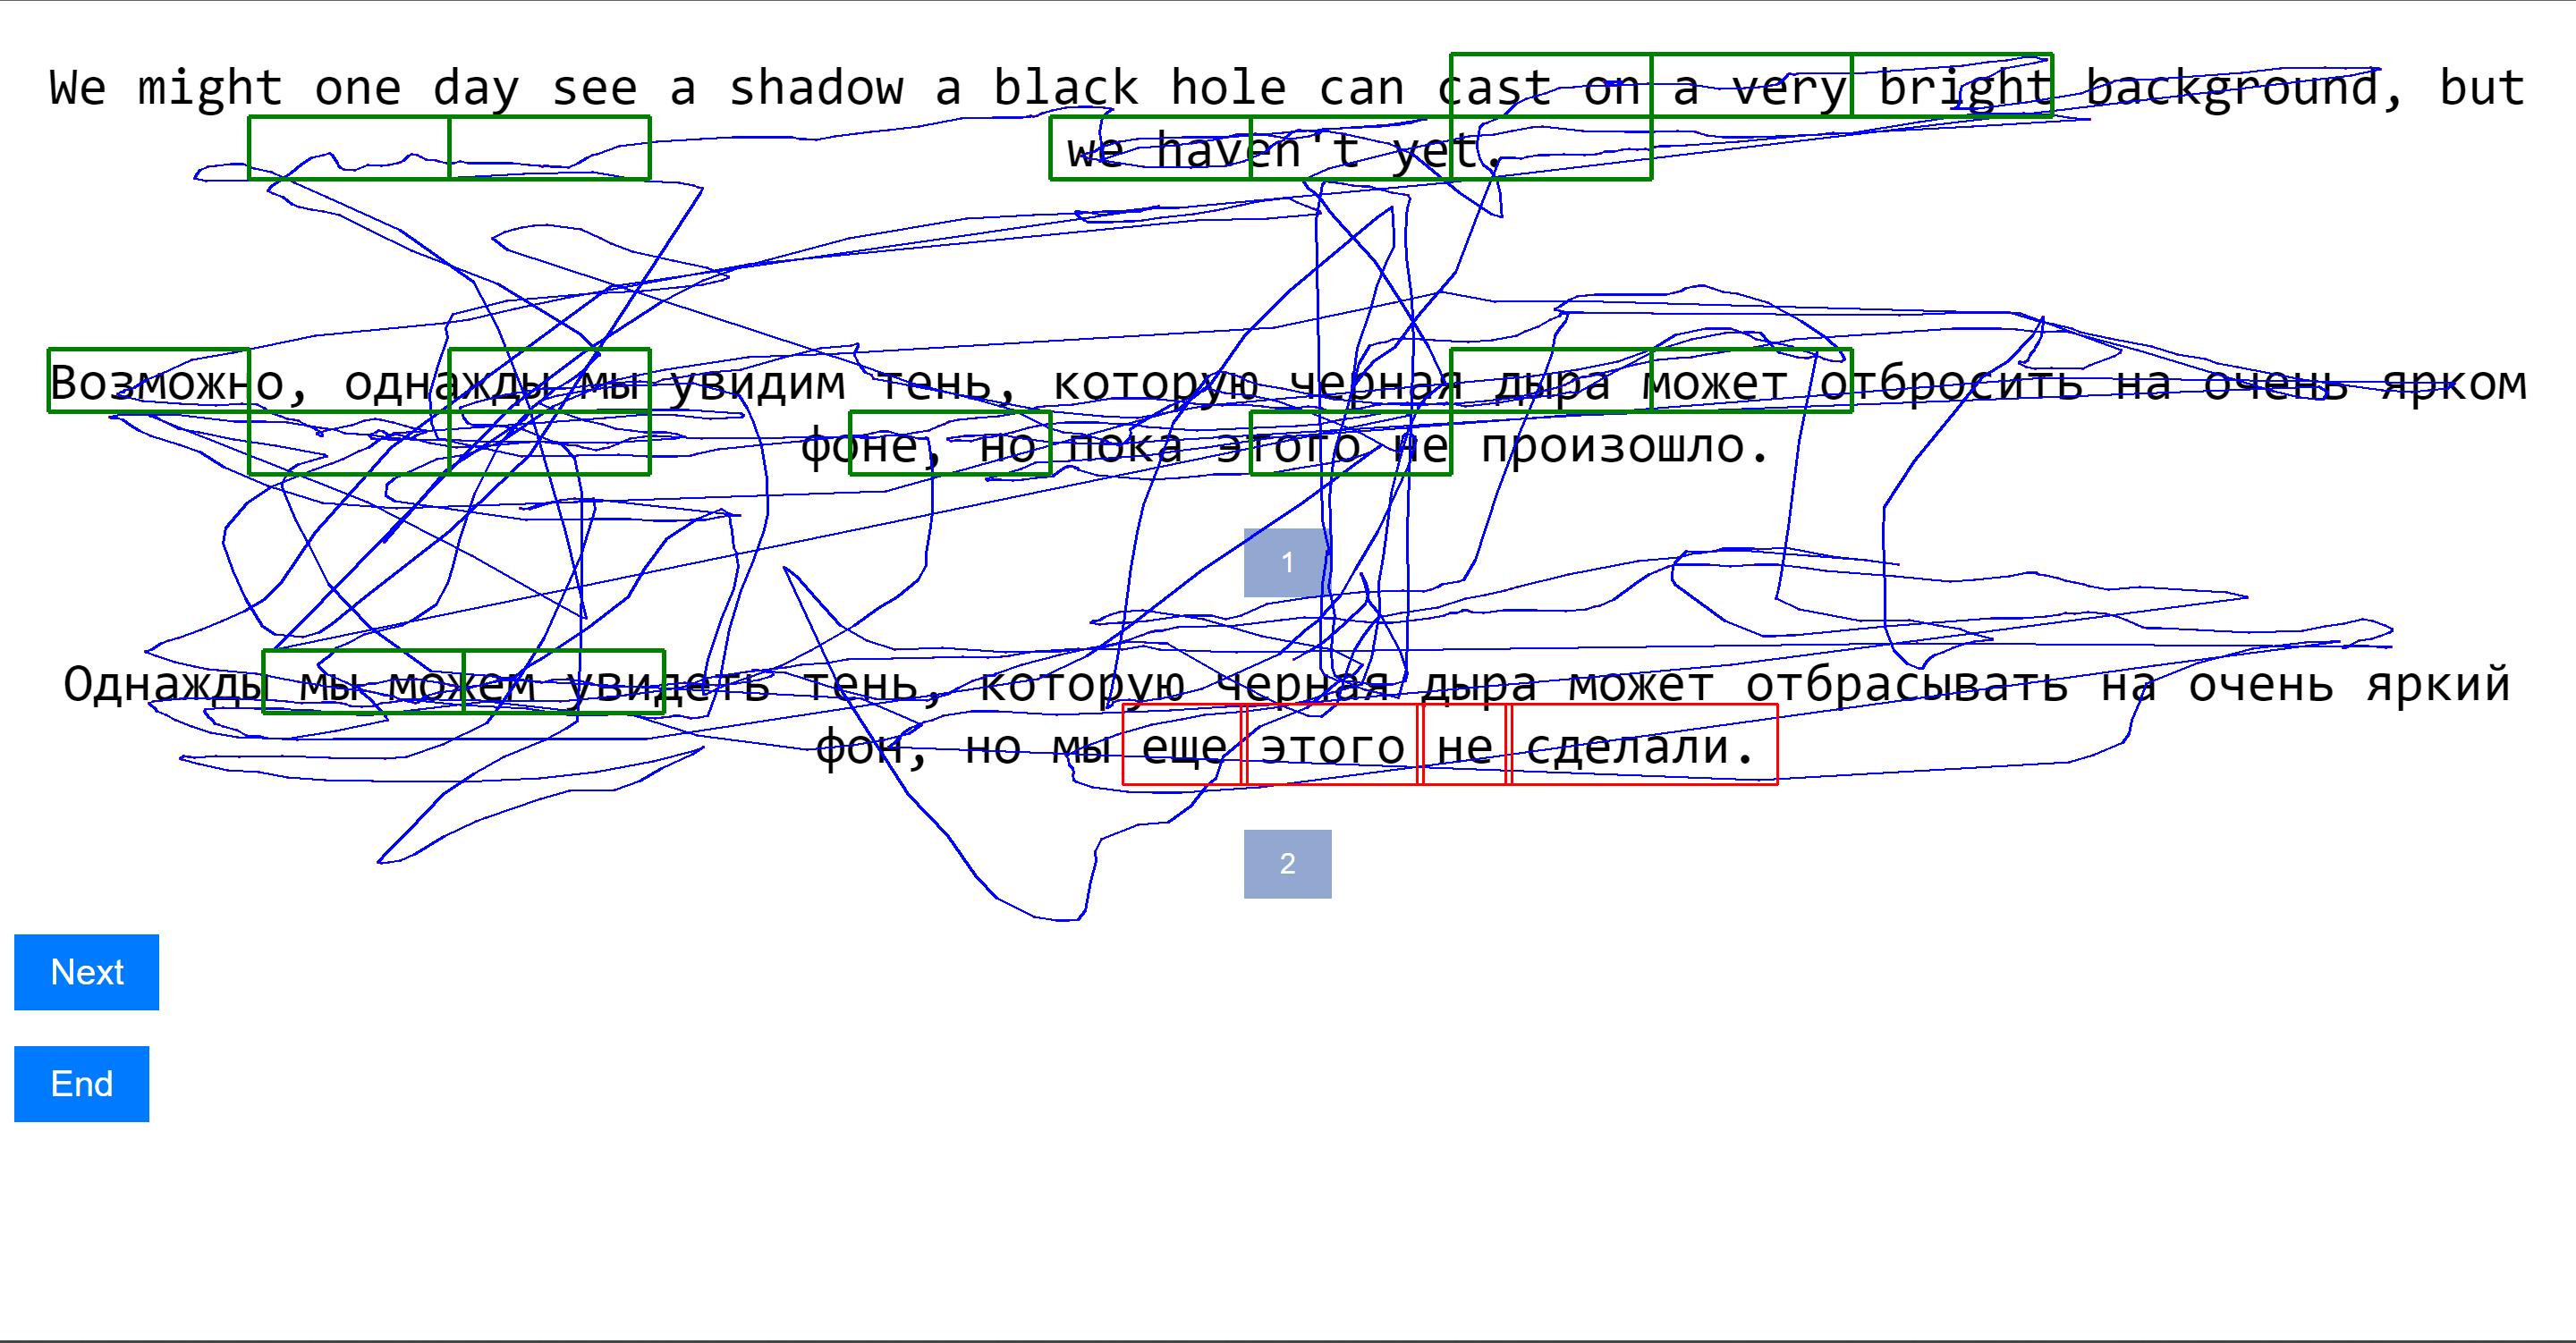 We might one day see a shadow a black hole can cast on a very bright background, but
we haven't yet.
Возможно, однажды мы увидим тень, которую черная дыра может отбросить на очень ярком
фоне, но пока этого не произошло.
1
Однажды мы можем увидеть тень, которую черная дыра может отбрасывать на очень яркий
фон, но мы еще этого не сделали.
2
Next
End